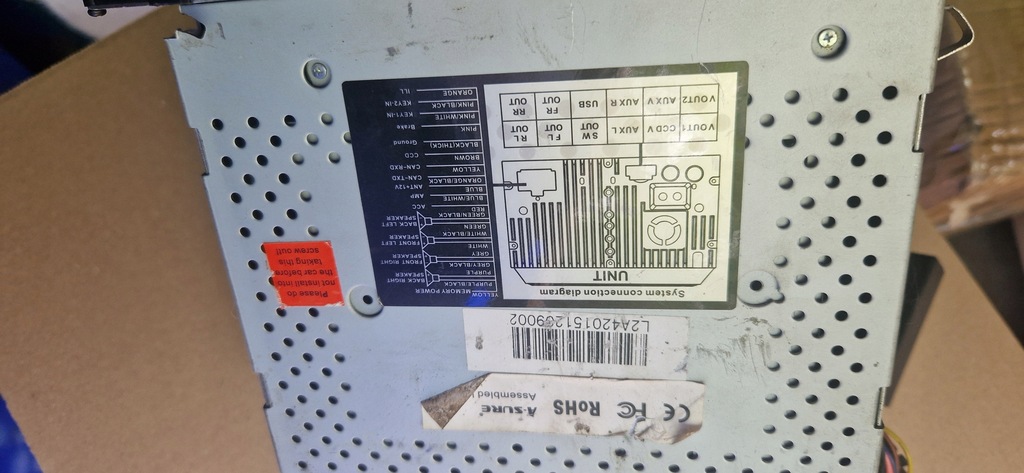 CE FC RoHS A-SURE
Assembled
L2A420151239002
System connection diagram
UNIT
VOUT1 CCD V AUX L SW OUT FL OUT RL OUT
VOUT2 AUX V AUX R USB FR OUT RR OUT
YELLOW MEMORY POWER
PURPLE/BLACK
PURPLE
BACK RIGHT
SPEAKER
GREY/BLACK
GREY
FRONT RIGHT
SPEAKER
WHITE
WHITE/BLACK
FRONT LEFT
SPEAKER
GREEN
GREEN/BLACK
BACK LEFT
SPEAKER
RED ACC
BLUE/WHITE AMP
BLUE ANT+12V
ORANGE/BLACK CAN-TXD
YELLOW CAN-RXD
BROWN CCD
BLACK(THICK) Ground
PINK Brake
PINK/WHITE KEY1-IN
PINK/BLACK KEY2-IN
ORANGE ILL
Please do
not install into
the car before
taking this
screw out!